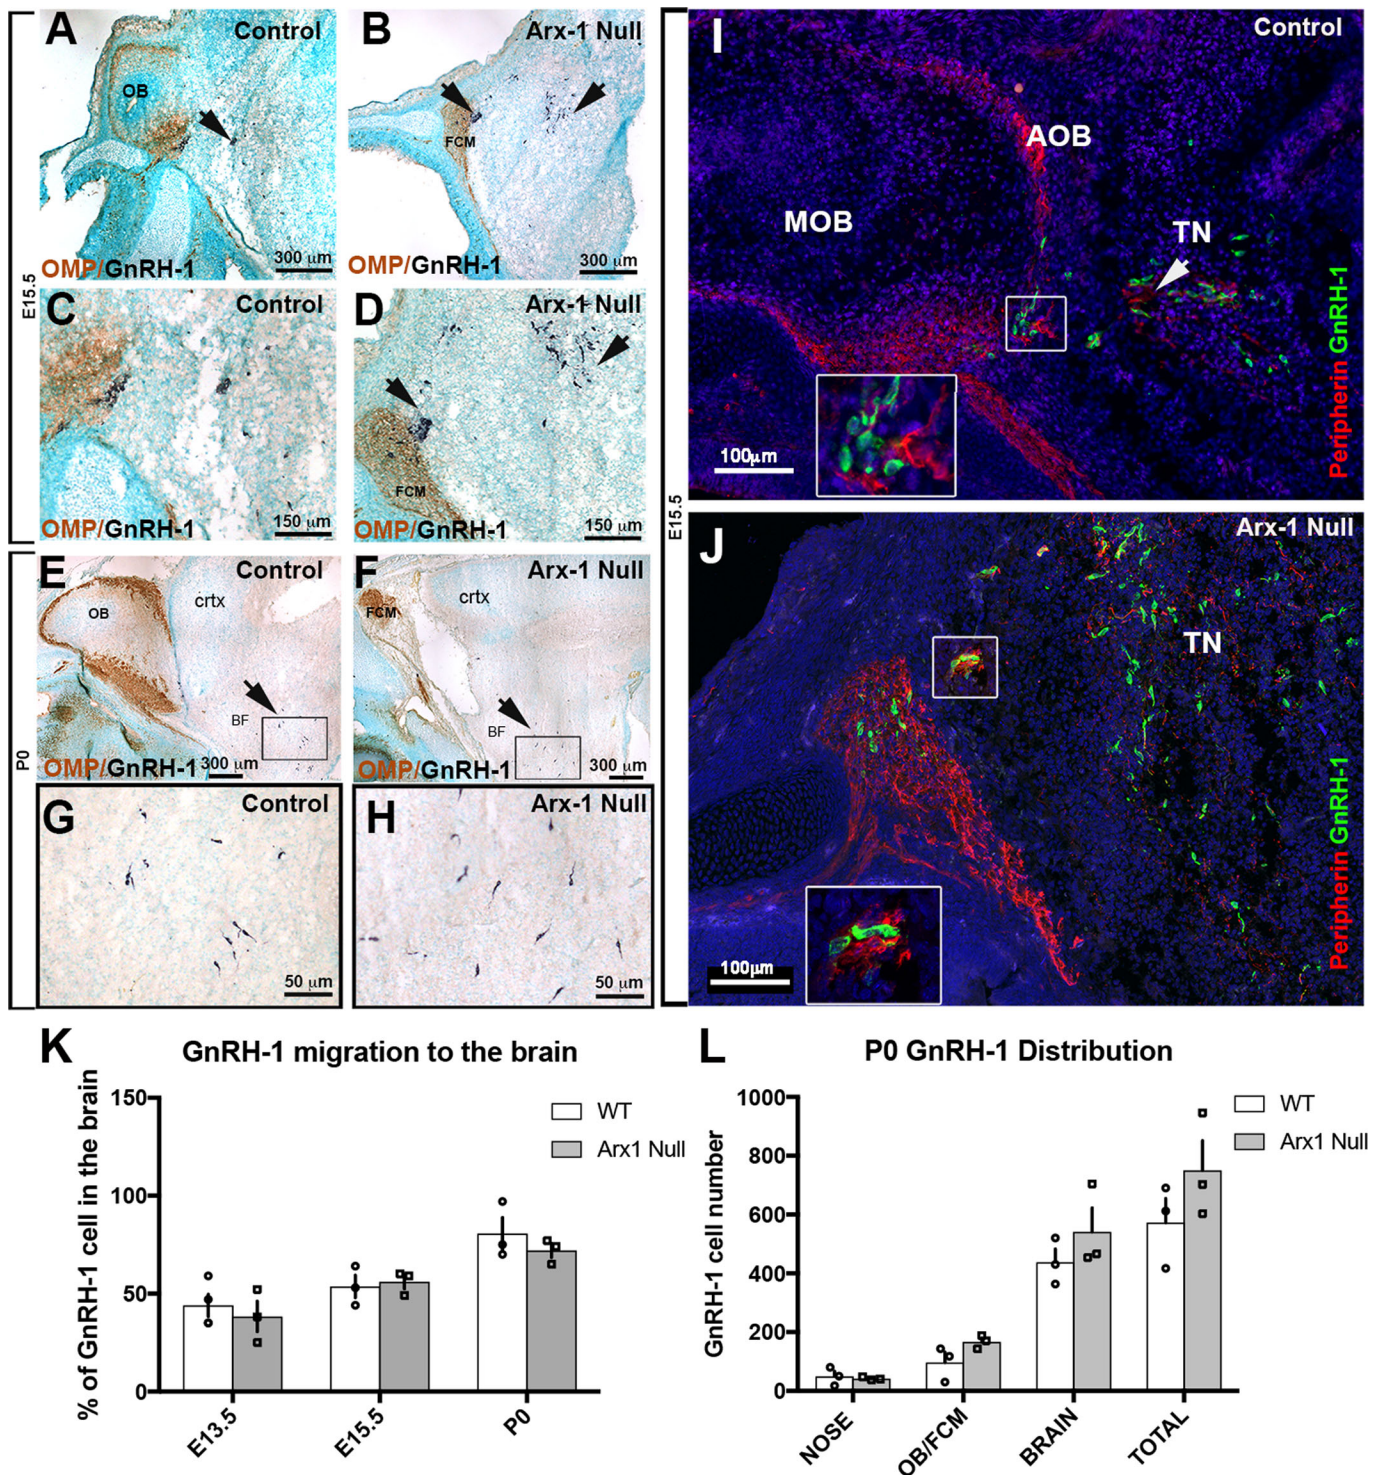 E15.5
A
Control
OB
OMP/GnRH-1
300 μm
B
Arx-1 Null
FCM
OMP/GnRH-1
300 μm
C
Control
OMP/GnRH-1
150 μm
D
Arx-1 Null
FCM
OMP/GnRH-1
150 μm
P0
E
Control
OB
crtx
BF
OMP/GnRH-1
300 μm
F
Arx-1 Null
FCM
crtx
BF
OMP/GnRH-1
300 μm
G
Control
50 μm
H
Arx-1 Null
50 μm
E15.5
I
Control
AOB
MOB
TN
100μm
Peripherin GnRH-1
J
Arx-1 Null
TN
100μm
Peripherin GnRH-1
K
GnRH-1 migration to the brain
% of GnRH-1 cell in the brain
150
100
50
0
WT
Arx1 Null
E13.5
E15.5
P0
L
P0 GnRH-1 Distribution
GnRH-1 cell number
1000
800
600
400
200
0
WT
Arx1 Null
NOSE
OB/FCM
BRAIN
TOTAL